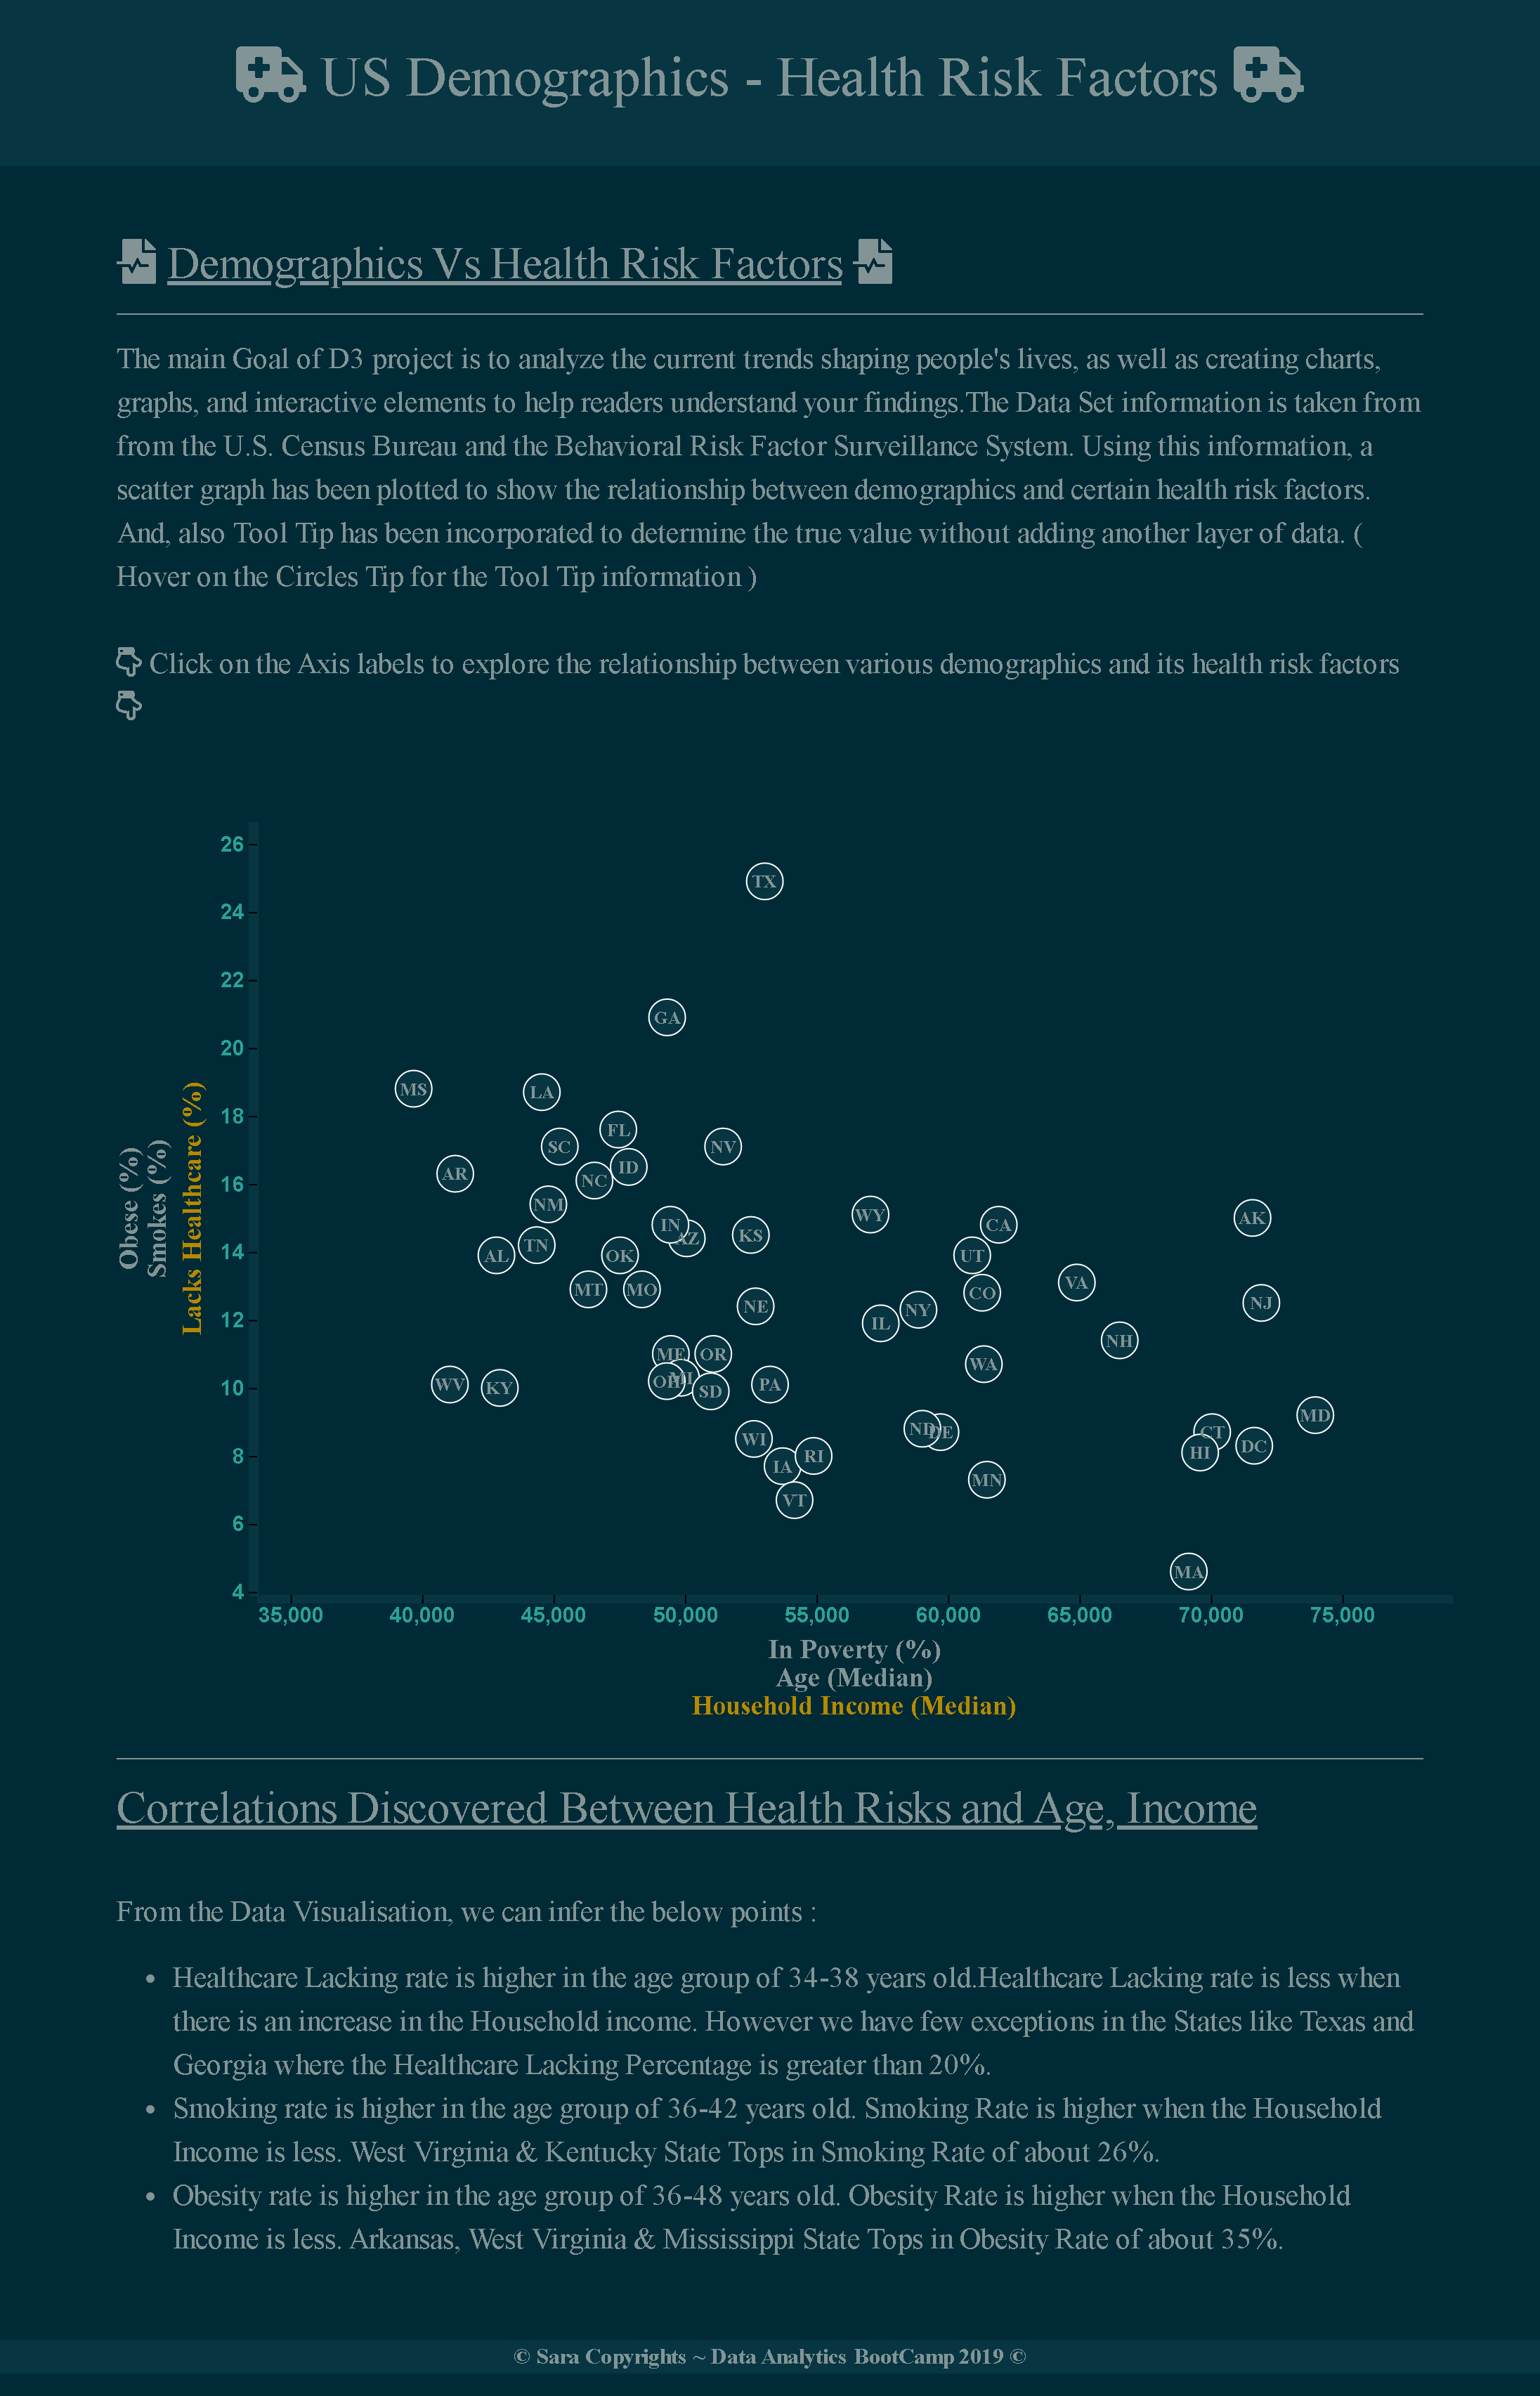 US Demographics - Health Risk Factors
Demographics Vs Health Risk Factors
The main Goal of D3 project is to analyze the current trends shaping people's lives, as well as creating charts,
graphs, and interactive elements to help readers understand your findings.The Data Set information is taken from
from the U.S. Census Bureau and the Behavioral Risk Factor Surveillance System. Using this information, a
scatter graph has been plotted to show the relationship between demographics and certain health risk factors.
And, also Tool Tip has been incorporated to determine the true value without adding another layer of data. (
Hover on the Circles Tip for the Tool Tip information )
Click on the Axis labels to explore the relationship between various demographics and its health risk factors
Obese (%)
Smokes (%)
Lacks Healthcare (%)
26
24
22
20
18
16
14
12
10
8
6
4
TX
GA
MS
LA
FL
SC
NV
ID
AR
NC
NM
WY
AK
IN
CA
AZ
KS
TN
AL
OK
UT
VA
MT
MO
CO
NJ
NE
NY
IL
NH
ME
OR
WA
MI
OH
WV
PA
KY
SD
MD
ND
DE
CT
WI
DC
HI
RI
IA
MN
VT
MA
35,000
40,000
45,000
50,000
55,000
60,000
65,000
70,000
75,000
In Poverty (%)
Age (Median)
Household Income (Median)
Correlations Discovered Between Health Risks and Age, Income
From the Data Visualisation, we can infer the below points :
• Healthcare Lacking rate is higher in the age group of 34-38 years old.Healthcare Lacking rate is less when
there is an increase in the Household income. However we have few exceptions in the States like Texas and
Georgia where the Healthcare Lacking Percentage is greater than 20%.
• Smoking rate is higher in the age group of 36-42 years old. Smoking Rate is higher when the Household
Income is less. West Virginia & Kentucky State Tops in Smoking Rate of about 26%.
• Obesity rate is higher in the age group of 36-48 years old. Obesity Rate is higher when the Household
Income is less. Arkansas, West Virginia & Mississippi State Tops in Obesity Rate of about 35%.
© Sara Copyrights ~ Data Analytics BootCamp 2019 ©